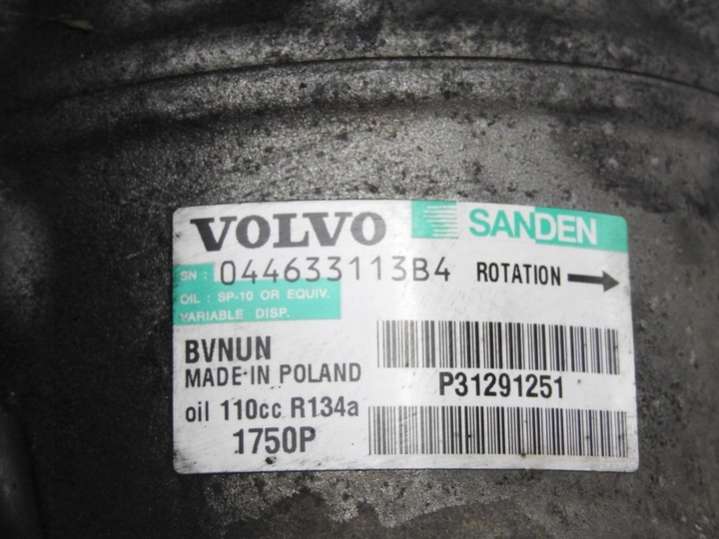 VOLVO SANDEN
SN : 044633113B4 ROTATION
OIL : SP-10 OR EQUIV.
VARIABLE DISP.
BVNUN
MADE IN POLAND
P31291251
oil 110cc R134a
1750P